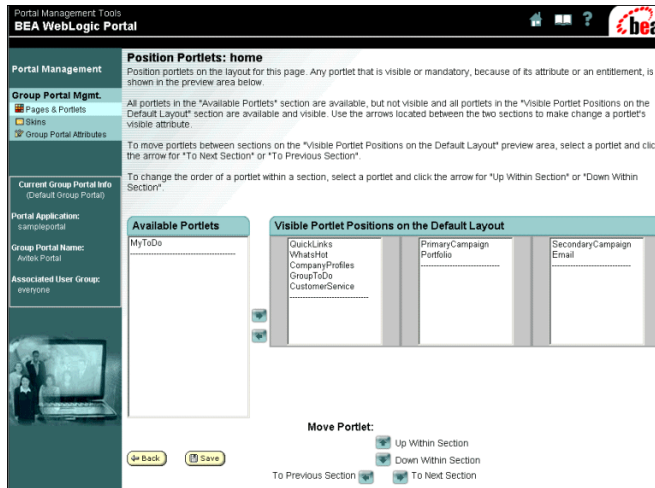 Portal Management Tools
BEA WebLogic Portal
?
bea
Portal Management
Group Portal Mgmt.
Pages & Portlets
Skins
Group Portal Attributes
Current Group Portal Info
(Default Group Portal)
Portal Application:
sampleportal
Group Portal Name:
Avitek Portal
Associated User Group:
everyone
Position Portlets: home
Position portlets on the layout for this page. Any portlet that is visible or mandatory, because of its attribute or an entitlement, is
shown in the preview area below.
All portlets in the "Available Portlets" section are available, but not visible and all portlets in the "Visible Portlet Positions on the
Default Layout" section are available and visible. Use the arrows located between the two sections to make change a portlet's
visible attribute.
To move portlets between sections on the "Visible Portlet Positions on the Default Layout" preview area, select a portlet and clic
the arrow for "To Next Section" or "To Previous Section".
To change the order of a portlet within a section, select a portlet and click the arrow for "Up Within Section" or "Down Within
Section".
Available Portlets
MyToDo
Visible Portlet Positions on the Default Layout
QuickLinks
WhatsHot
CompanyProfiles
GroupToDo
CustomerService
PrimaryCampaign
Portfolio
SecondaryCampaign
Email
Move Portlet:
Up Within Section
Down Within Section
To Previous Section
To Next Section
Back
Save